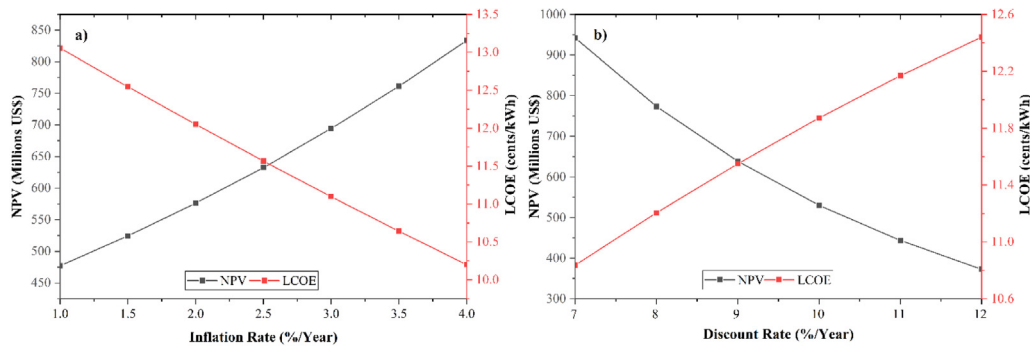 a)
NPV (Millions US$)
850
800
750
700
650
600
550
500
450
13.5
13.0
12.5
12.0
11.5
11.0
10.5
10.0
LCOE (cents/kWh)
NPV LCOE
1.0 1.5 2.0 2.5 3.0 3.5 4.0
Inflation Rate (%/Year)
b)
NPV (Millions US$)
1000
900
800
700
600
500
400
300
12.6
12.2
11.8
11.4
11.0
10.6
LCOE (cents/kWh)
NPV LCOE
7 8 9 10 11 12
Discount Rate (%/Year)